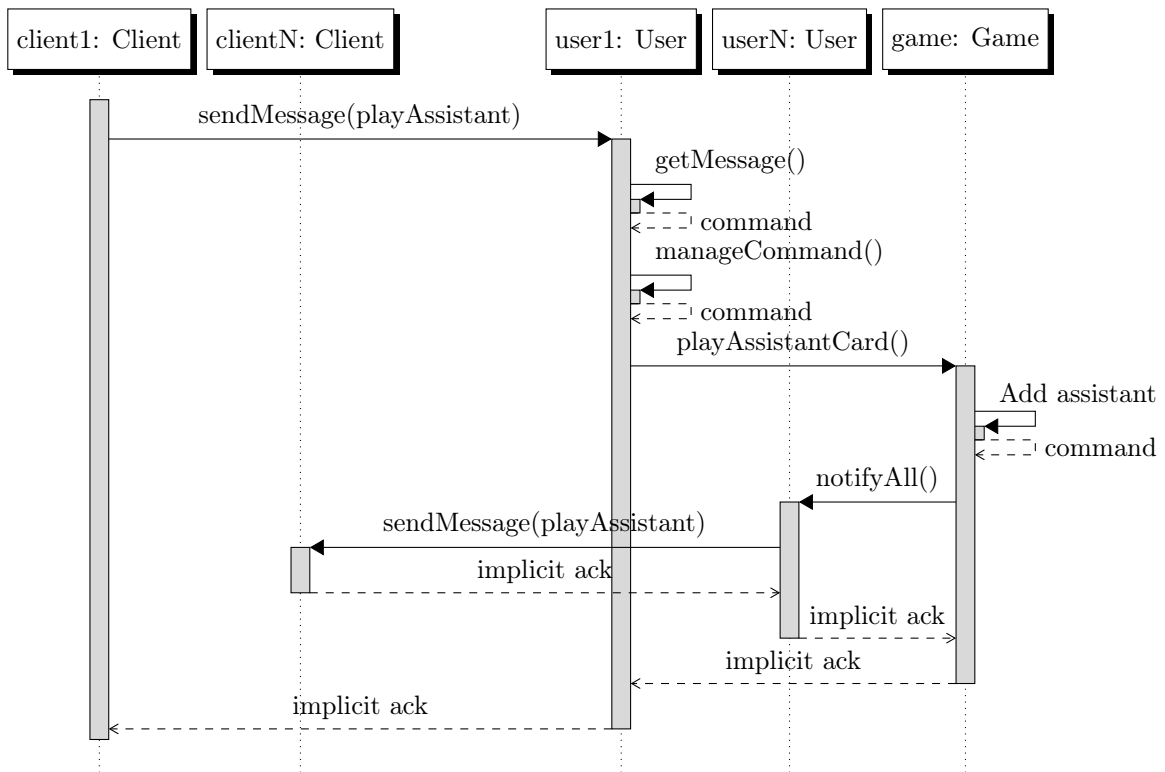 client1: Client
clientN: Client
user1: User
userN: User
game: Game
sendMessage(playAssistant)
getMessage()
command
manageCommand()
command
playAssistantCard()
Add assistant
command
notifyAll()
sendMessage(playAssistant)
implicit ack
implicit ack
implicit ack
implicit ack